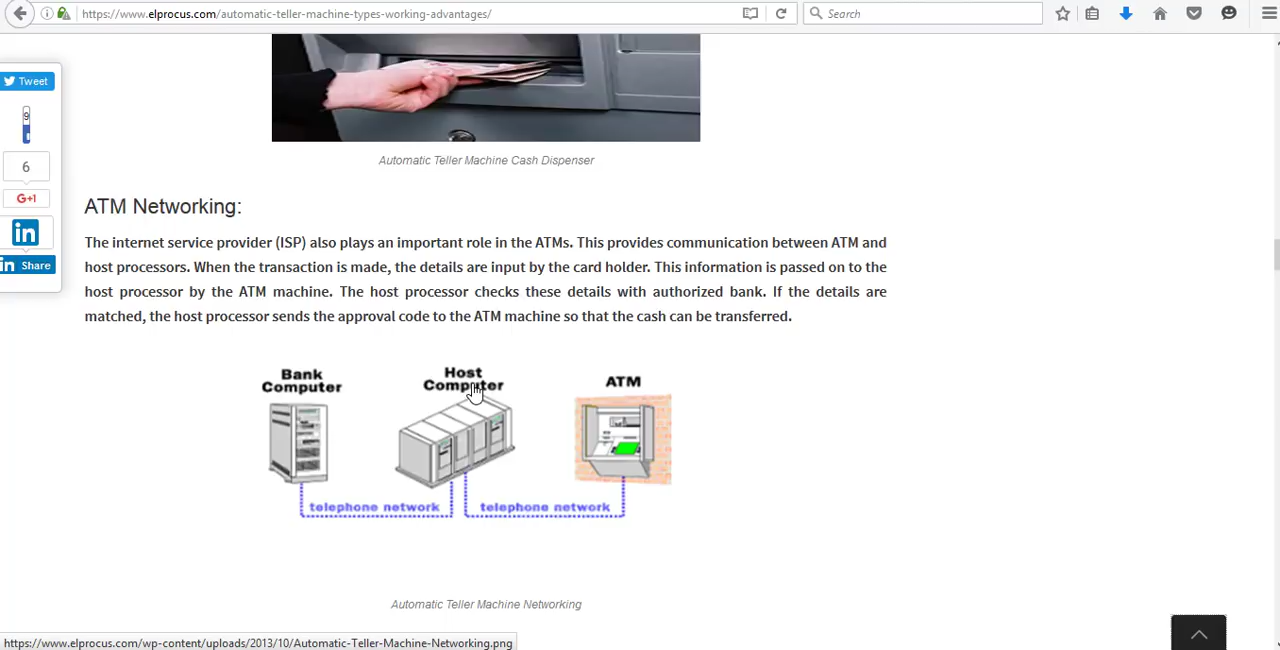 https://www.elprocus.com/automatic-teller-machine-types-working-advantages/
Search
Tweet
9
6
G+1
in
in Share
Automatic Teller Machine Cash Dispenser
ATM Networking:
The internet service provider (ISP) also plays an important role in the ATMs. This provides communication between ATM and
host processors. When the transaction is made, the details are input by the card holder. This information is passed on to the
host processor by the ATM machine. The host processor checks these details with authorized bank. If the details are
matched, the host processor sends the approval code to the ATM machine so that the cash can be transferred.
Bank
Computer
Host
Computer
ATM
telephone network
telephone network
Automatic Teller Machine Networking
https://www.elprocus.com/wp-content/uploads/2013/10/Automatic-Teller-Machine-Networking.png